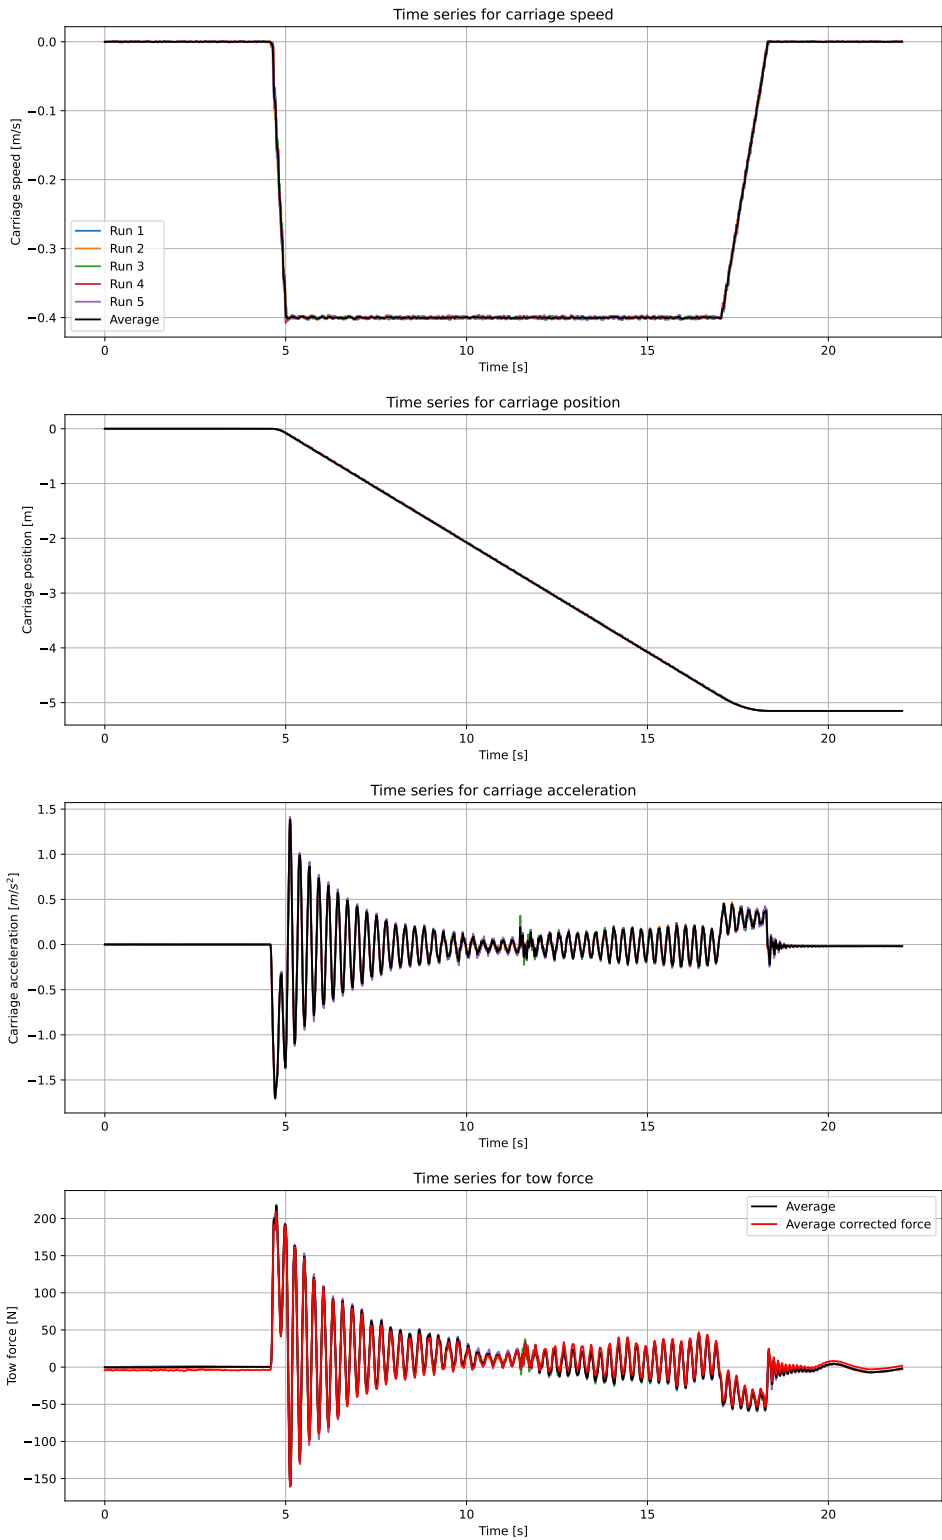 Time series for carriage speed
Carriage speed [m/s]
0.0
−0.1
−0.2
−0.3
−0.4
Run 1
Run 2
Run 3
Run 4
Run 5
Average
0 5 10 15 20
Time [s]
Time series for carriage position
Carriage position [m]
0
−1
−2
−3
−4
−5
0 5 10 15 20
Time [s]
Time series for carriage acceleration
Carriage acceleration [m/s²]
1.5
1.0
0.5
0.0
−0.5
−1.0
−1.5
0 5 10 15 20
Time [s]
Time series for tow force
Tow force [N]
200
150
100
50
0
−50
−100
−150
Average
Average corrected force
0 5 10 15 20
Time [s]